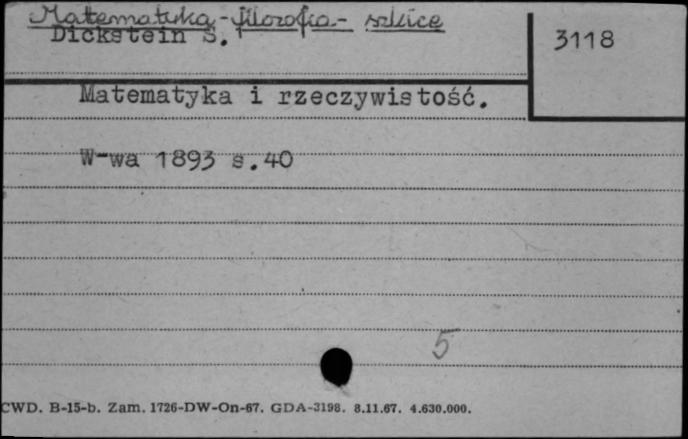 Matematyka - filozofia - szkice
Dickstein S.
3118
Matematyka i rzeczywistość.
W-wa 1893 s.40
5
CWD. B-15-b. Zam. 1726-DW-On-67. GDA-3198. 8.11.67. 4.630.000.